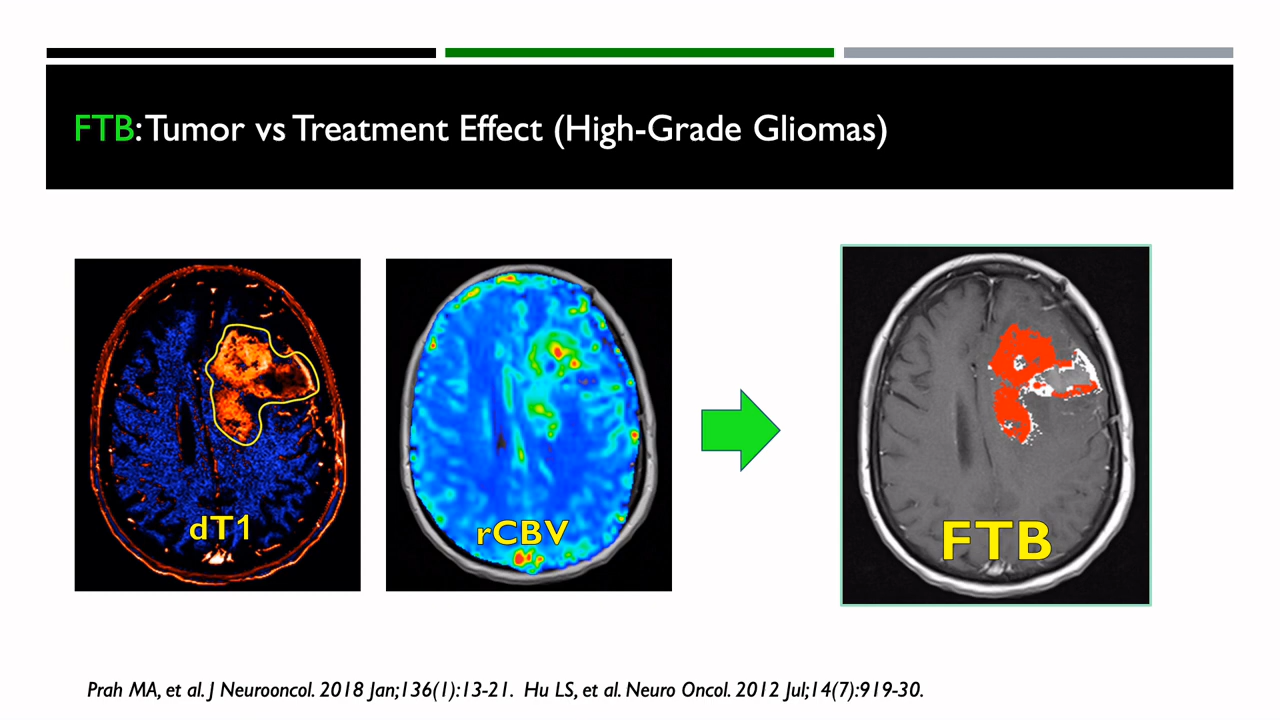 FTB: Tumor vs Treatment Effect (High-Grade Gliomas)
dT1
rCBV
FTB
Prah MA, et al. J Neurooncol. 2018 Jan;136(1):13-21. Hu LS, et al. Neuro Oncol. 2012 Jul;14(7):919-30.